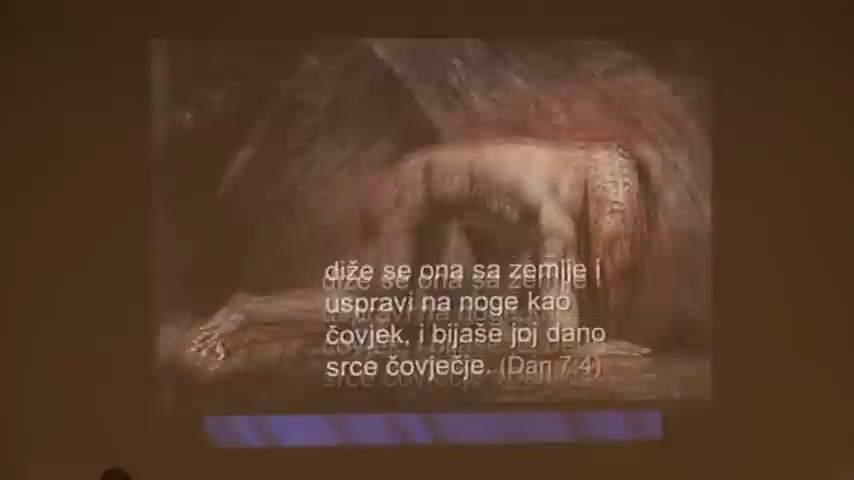 diže se ona sa zemlje i
uspravi na noge kao
čovjek, i bijaše joj dano
srce čovječje. (Dan 7:4)